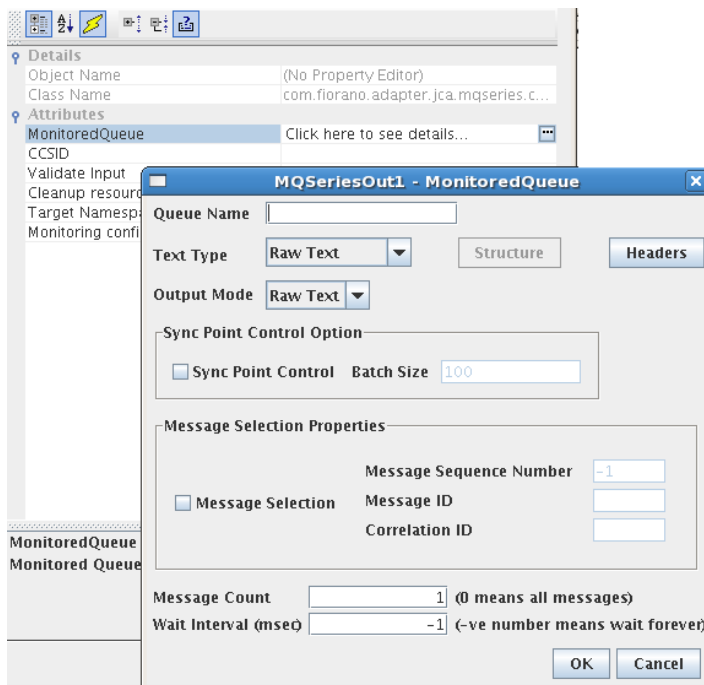 Details
Object Name (No Property Editor)
Class Name com.fiorano.adapter.jca.mqseries.c...
Attributes
MonitoredQueue Click here to see details... ...
CCSID
Validate Input
Cleanup resourc
Target Namesp
Monitoring confi
MQSeriesOut1 - MonitoredQueue
Queue Name
Text Type Raw Text Structure Headers
Output Mode Raw Text
Sync Point Control Option
Sync Point Control Batch Size 100
Message Selection Properties
Message Sequence Number -1
Message Selection Message ID
Correlation ID
Message Count 1 (0 means all messages)
Wait Interval (msec) -1 (-ve number means wait forever)
OK Cancel
MonitoredQueue
Monitored Queue